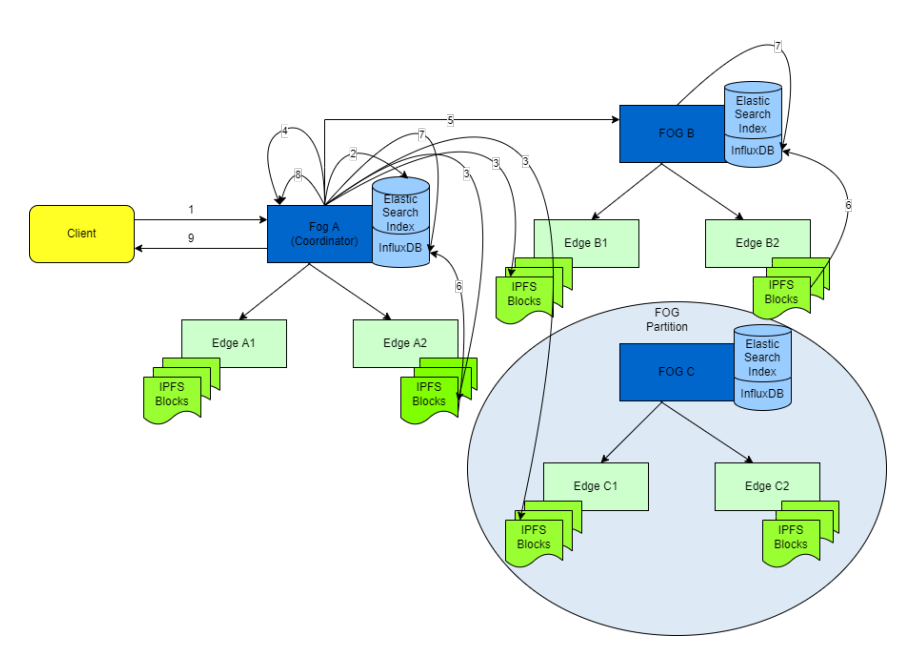 7
Elastic
Search
Index
FOG B
InfluxDB
5
4
7
2
3
3
3
8
Elastic
Search
Index
1
Client
Fog A
(Coordinator)
InfluxDB
9
6
Edge B1
Edge B2
6
IPFS
Blocks
IPFS
Blocks
FOG
Partition
Edge A1
Edge A2
IPFS
Blocks
IPFS
Blocks
Elastic
Search
Index
FOG C
InfluxDB
Edge C1
Edge C2
IPFS
Blocks
IPFS
Blocks